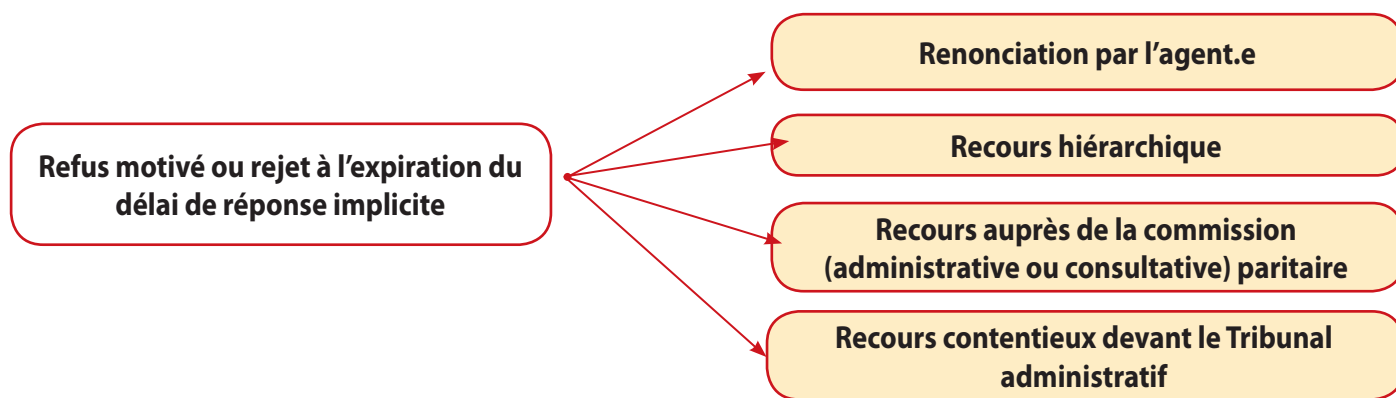 Refus motivé ou rejet à l'expiration du
délai de réponse implicite
Renonciation par l'agent.e
Recours hiérarchique
Recours auprès de la commission
(administrative ou consultative) paritaire
Recours contentieux devant le Tribunal
administratif